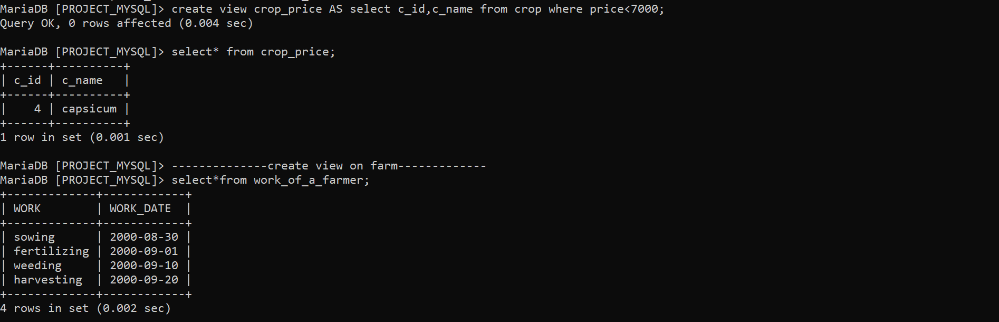 MariaDB [PROJECT_MYSQL]> create view crop_price AS select c_id,c_name from crop where price<7000;
Query OK, 0 rows affected (0.004 sec)
MariaDB [PROJECT_MYSQL]> select* from crop_price;
+------+----------+
| c_id | c_name   |
+------+----------+
|    4 | capsicum |
+------+----------+
1 row in set (0.001 sec)
MariaDB [PROJECT_MYSQL]> --------------create view on farm-------------
MariaDB [PROJECT_MYSQL]> select*from work_of_a_farmer;
+-------------+------------+
| WORK        | WORK_DATE  |
+-------------+------------+
| sowing      | 2000-08-30 |
| fertilizing | 2000-09-01 |
| weeding     | 2000-09-10 |
| harvesting  | 2000-09-20 |
+-------------+------------+
4 rows in set (0.002 sec)